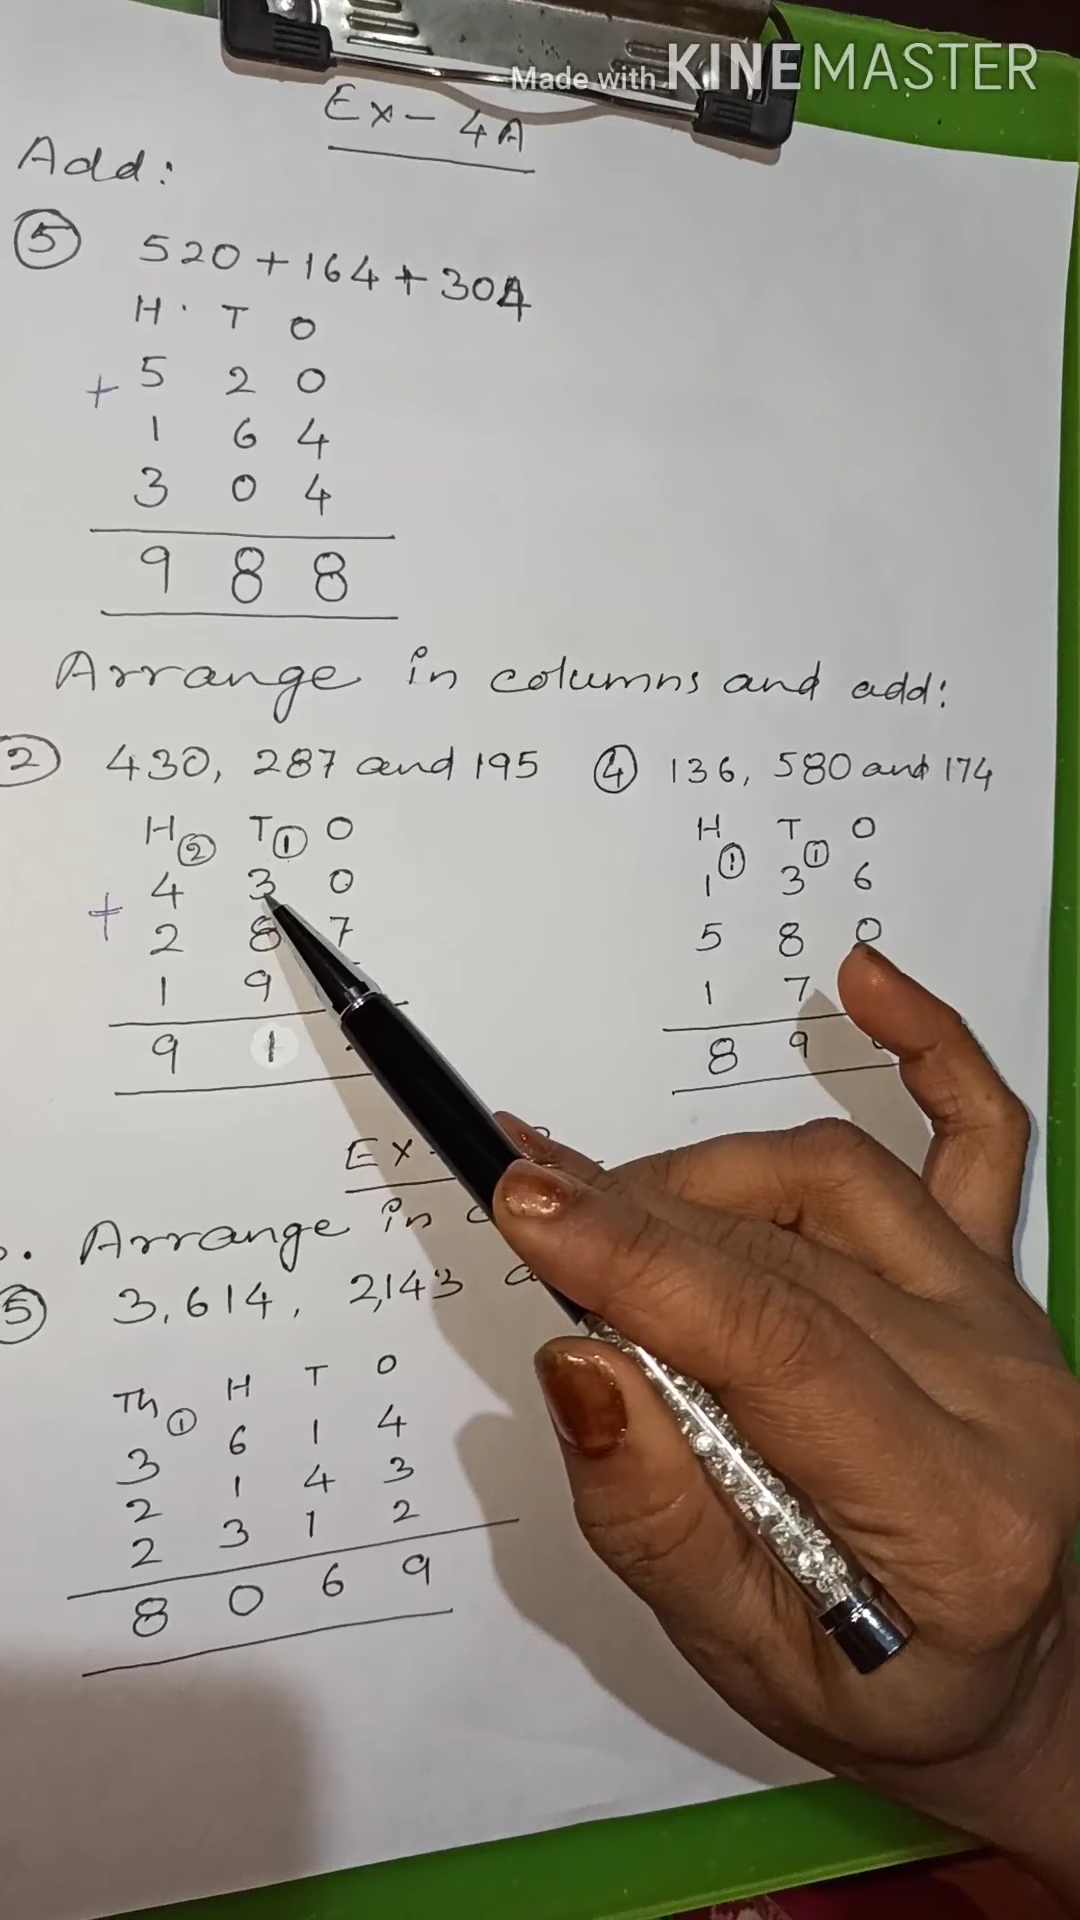 Made with KINEMASTER
Ex - 4A
Add:
5 520 + 164 + 304
H . T O
+ 5 2 0
1 6 4
3 0 4
9 8 8
Arrange in columns and add:
2 430, 287 and 195
H 2 T 1 O
4 3 0
+ 2 8 7
1 9
9 1
4 136, 580 and 174
H T O
1 1 3 1 6
5 8 0
1 7
8 9
Ex
Arrange in
5 3,614, 2,143
Th 1 H T O
3 6 1 4
2 1 4 3
2 3 1 2
8 0 6 9